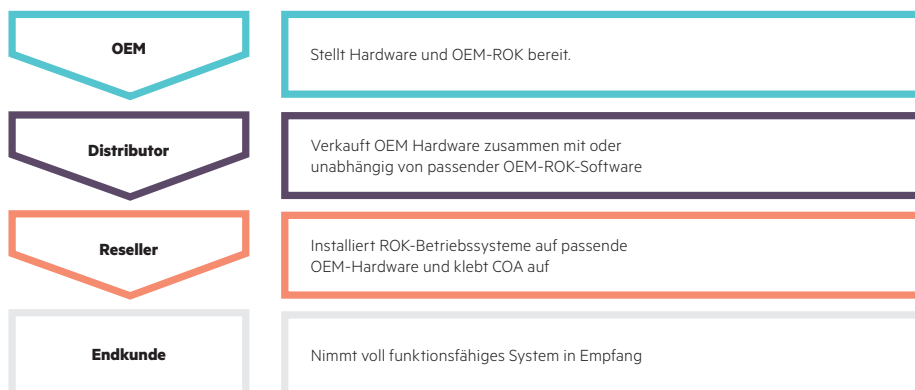 OEM
Stellt Hardware und OEM-ROK bereit.
Distributor
Verkauft OEM Hardware zusammen mit oder
unabhängig von passender OEM-ROK-Software
Reseller
Installiert ROK-Betriebssysteme auf passende
OEM-Hardware und klebt COA auf
Endkunde
Nimmt voll funktionsfähiges System in Empfang